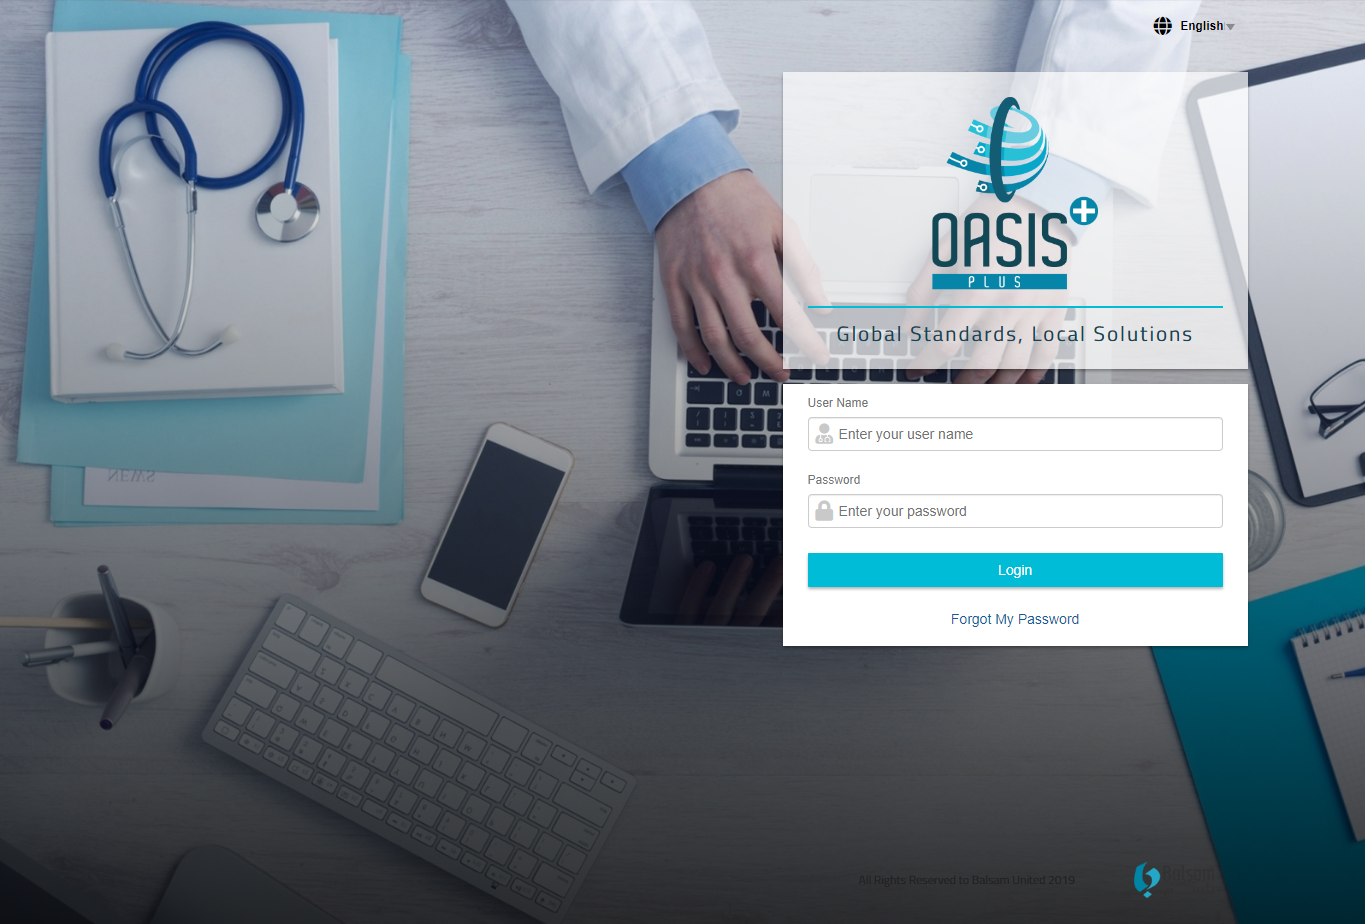 English
OASIS
PLUS
Global Standards, Local Solutions
User Name
Enter your user name
Password
Enter your password
Login
Forgot My Password
NEWS
All Rights Reserved to Balsam United 2019
Balsam